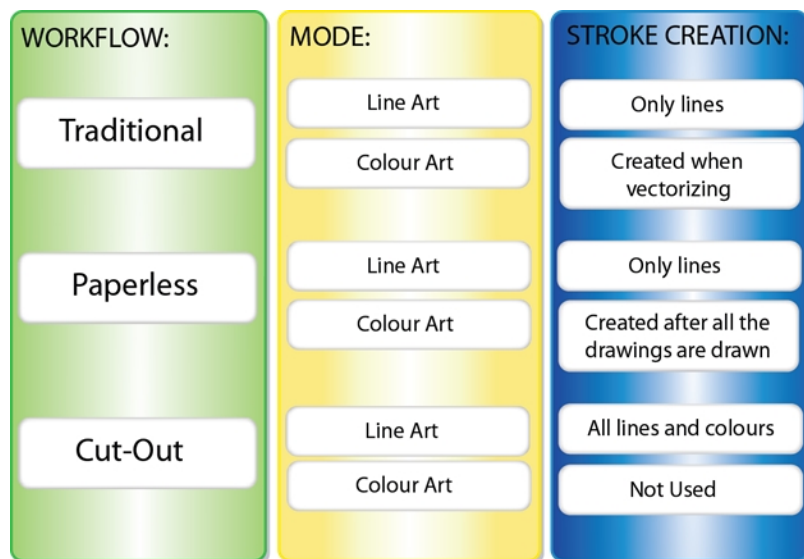 WORKFLOW:
MODE:
STROKE CREATION:
Traditional
Line Art
Only lines
Colour Art
Created when
vectorizing
Paperless
Line Art
Only lines
Colour Art
Created after all the
drawings are drawn
Cut-Out
Line Art
All lines and colours
Colour Art
Not Used